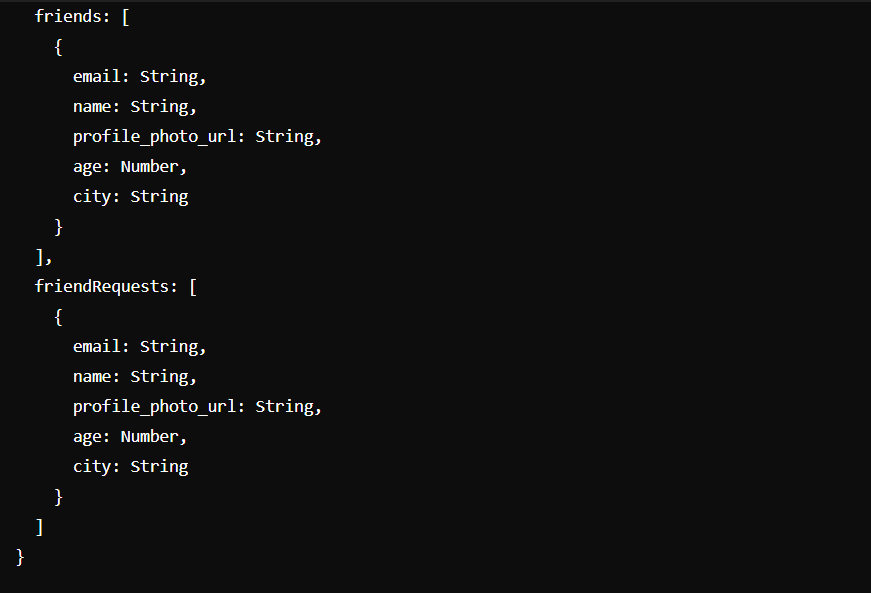 friends: [
{
email: String,
name: String,
profile_photo_url: String,
age: Number,
city: String
}
],
friendRequests: [
{
email: String,
name: String,
profile_photo_url: String,
age: Number,
city: String
}
]
}